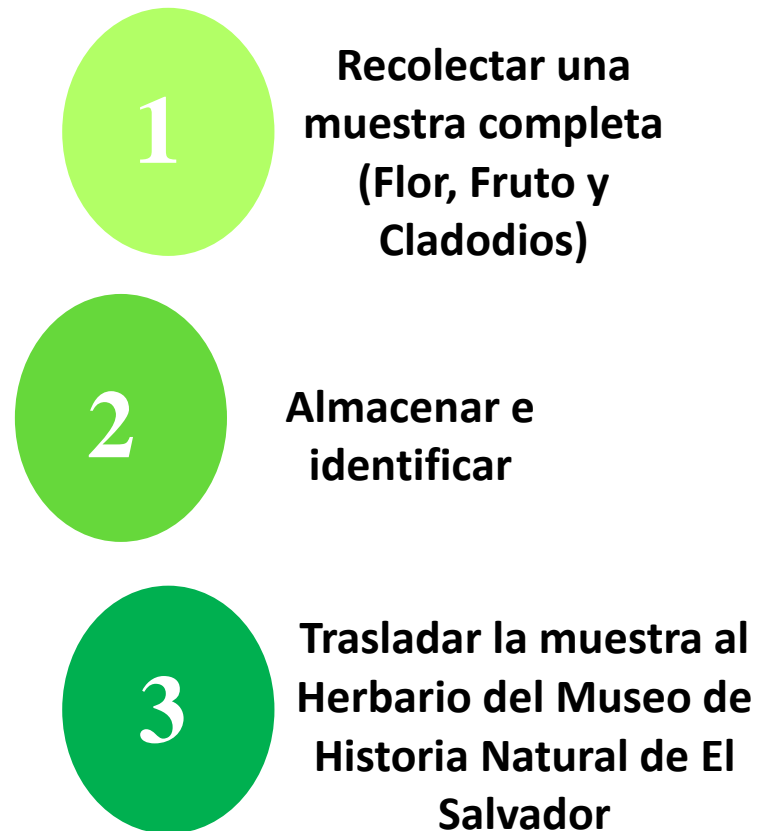 1
Recolectar una
muestra completa
(Flor, Fruto y
Cladodios)
2
Almacenar e
identificar
3
Trasladar la muestra al
Herbario del Museo de
Historia Natural de El
Salvador